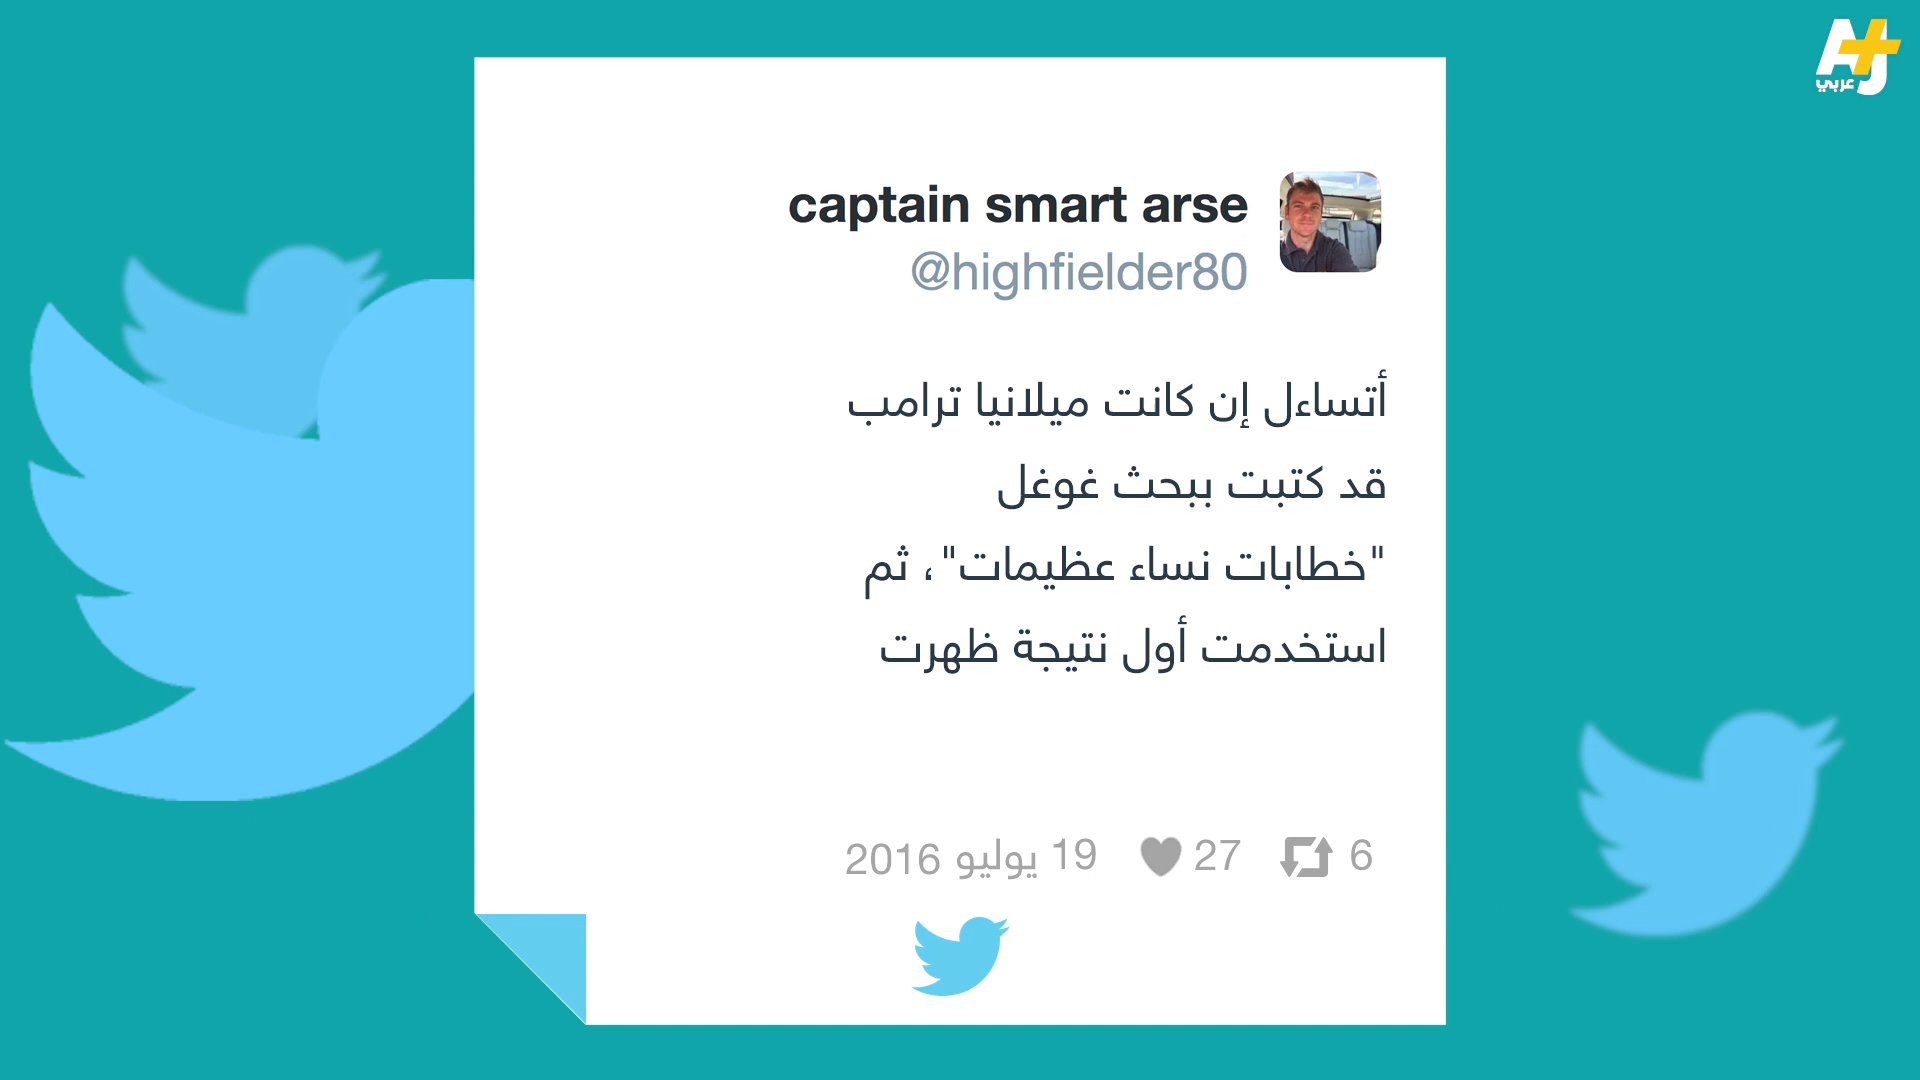 AJ+
عربي
captain smart arse
@highfielder80
أتساءل إن كانت ميلانيا ترامب
قد كتبت ببحث غوغل
"خطابات نساء عظيمات"، ثم
استخدمت أول نتيجة ظهرت
6 27 19 يوليو 2016